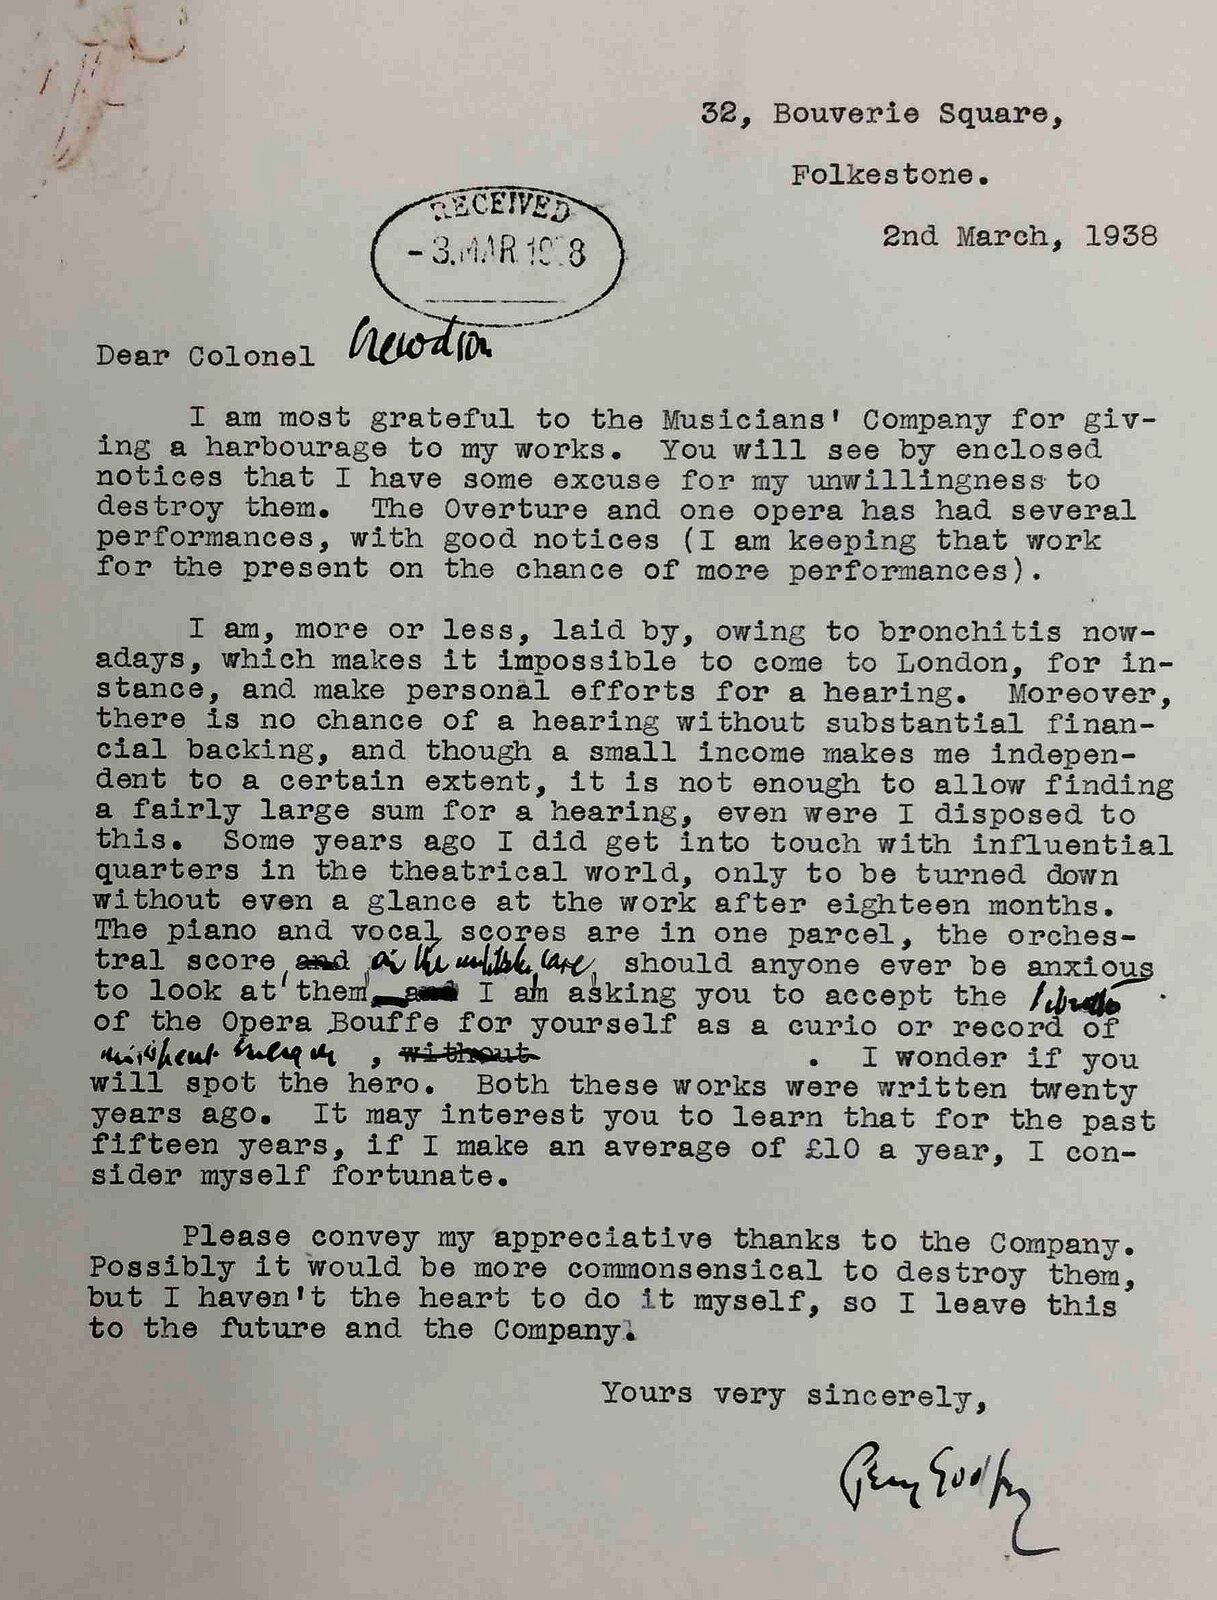 32, Bouverie Square,
Folkestone.
2nd March, 1938
RECEIVED
- 3. MAR 19 8
Dear Colonel Crewdson
I am most grateful to the Musicians' Company for giv-
ing a harbourage to my works. You will see by enclosed
notices that I have some excuse for my unwillingness to
destroy them. The Overture and one opera has had several
performances, with good notices (I am keeping that work
for the present on the chance of more performances).
I am, more or less, laid by, owing to bronchitis now-
adays, which makes it impossible to come to London, for in-
stance, and make personal efforts for a hearing. Moreover,
there is no chance of a hearing without substantial finan-
cial backing, and though a small income makes me indepen-
dent to a certain extent, it is not enough to allow finding
a fairly large sum for a hearing, even were I disposed to
this. Some years ago I did get into touch with influential
quarters in the theatrical world, only to be turned down
without even a glance at the work after eighteen months.
The piano and vocal scores are in one parcel, the orches-
tral score, and in the care, should anyone ever be anxious
to look at them, and I am asking you to accept the libretto
of the Opera Bouffe for yourself as a curio or record of
energy, without . I wonder if you
will spot the hero. Both these works were written twenty
years ago. It may interest you to learn that for the past
fifteen years, if I make an average of £10 a year, I con-
sider myself fortunate.
Please convey my appreciative thanks to the Company.
Possibly it would be more commonsensical to destroy them,
but I haven't the heart to do it myself, so I leave this
to the future and the Company.
Yours very sincerely,
Percy Godfrey